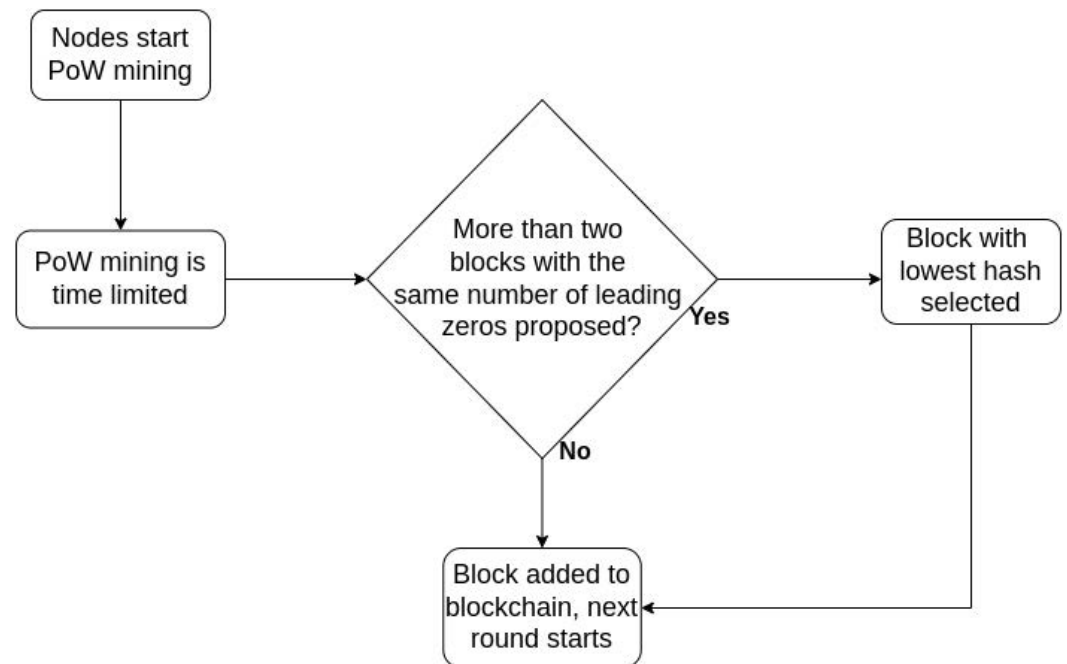 Nodes start
PoW mining
PoW mining is
time limited
More than two
blocks with the
same number of leading
zeros proposed?
Yes
Block with
lowest hash
selected
No
Block added to
blockchain, next
round starts